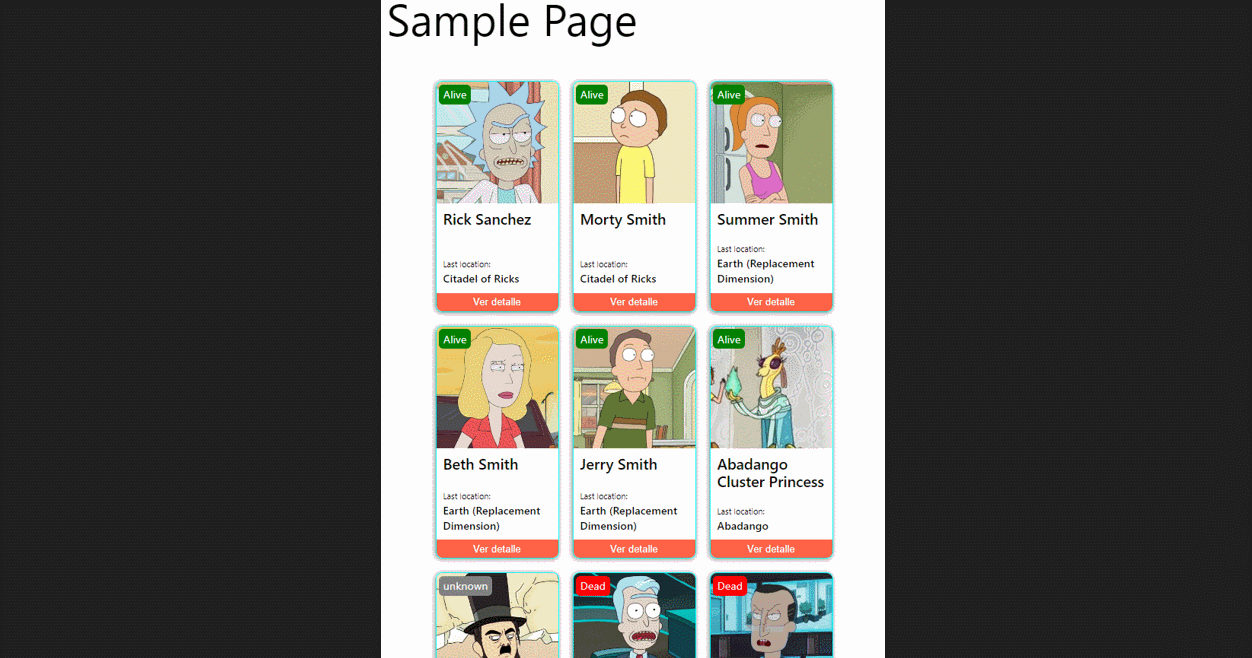 Sample Page
Alive
Alive
Alive
Rick Sanchez
Morty Smith
Summer Smith
Last location:
Citadel of Ricks
Last location:
Citadel of Ricks
Last location:
Earth (Replacement
Dimension)
Ver detalle
Ver detalle
Ver detalle
Alive
Alive
Alive
Beth Smith
Jerry Smith
Abadango
Cluster Princess
Last location:
Earth (Replacement
Dimension)
Last location:
Earth (Replacement
Dimension)
Last location:
Abadango
Ver detalle
Ver detalle
Ver detalle
unknown
Dead
Dead